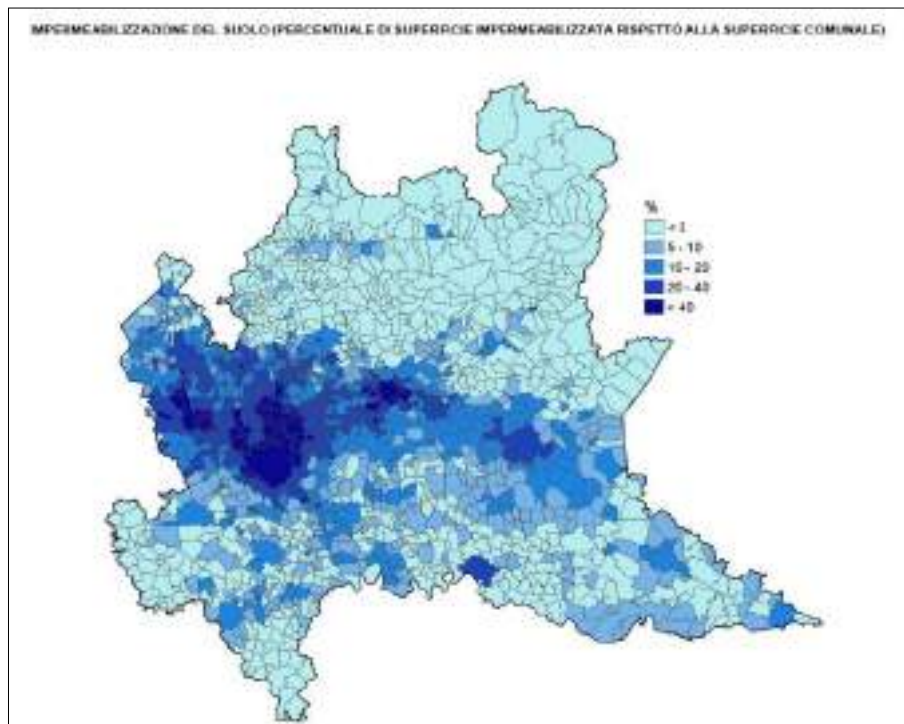 IMPERMEABILIZZAZIONE DEL SUOLO (PERCENTUALE DI SUPERFICIE IMPERMEABILIZZATA RISPETTO ALLA SUPERFICIE COMUNALE)
%
5 - 10
10 - 20
20 - 40
< 40